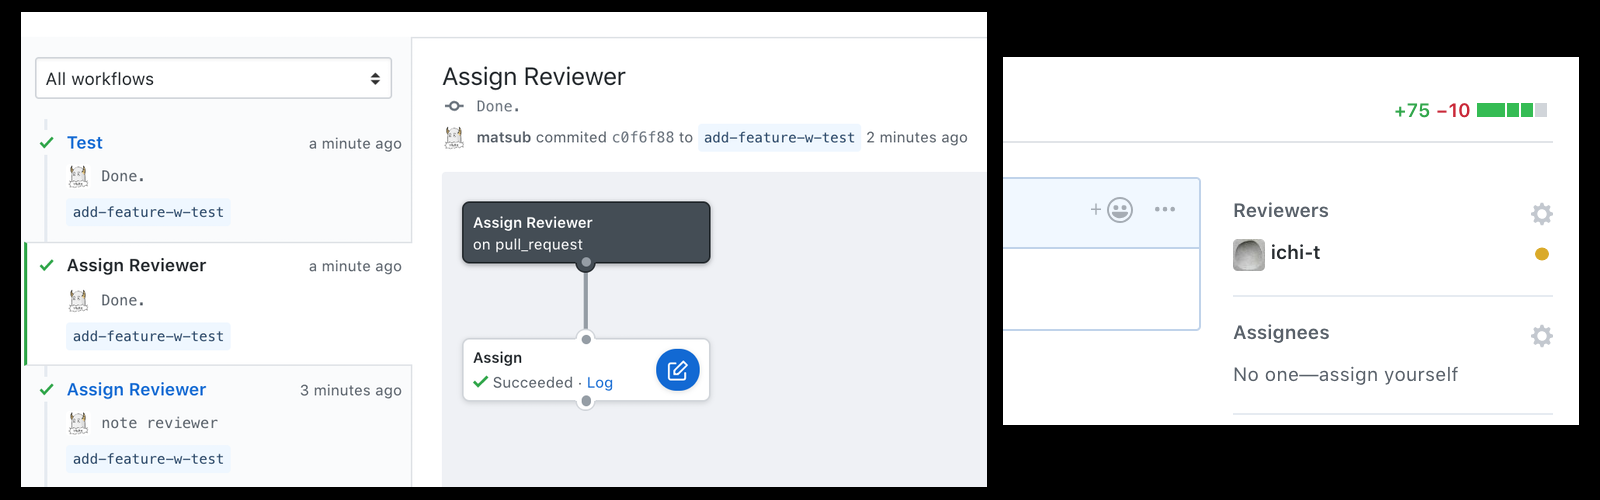 All workflows
Test a minute ago
Done.
add-feature-w-test
Assign Reviewer a minute ago
Done.
add-feature-w-test
Assign Reviewer 3 minutes ago
note reviewer
add-feature-w-test
Assign Reviewer
Done.
matsub commited c0f6f88 to add-feature-w-test 2 minutes ago
Assign Reviewer
on pull_request
Assign
Succeeded · Log
+75 −10
+
Reviewers
ichi-t
Assignees
No one—assign yourself